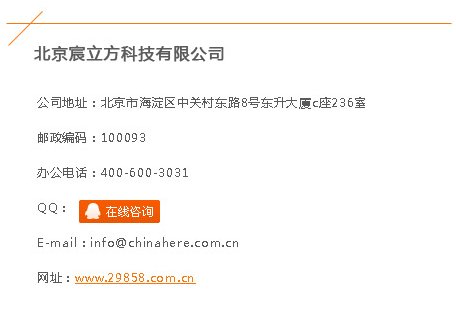 北京宸立方科技有限公司
公司地址：北京市海淀区中关村东路8号东升大厦c座236室
邮政编码：100093
办公电话：400-600-3031
QQ： 在线咨询
E-mail：info@chinahere.com.cn
网址：www.29858.com.cn